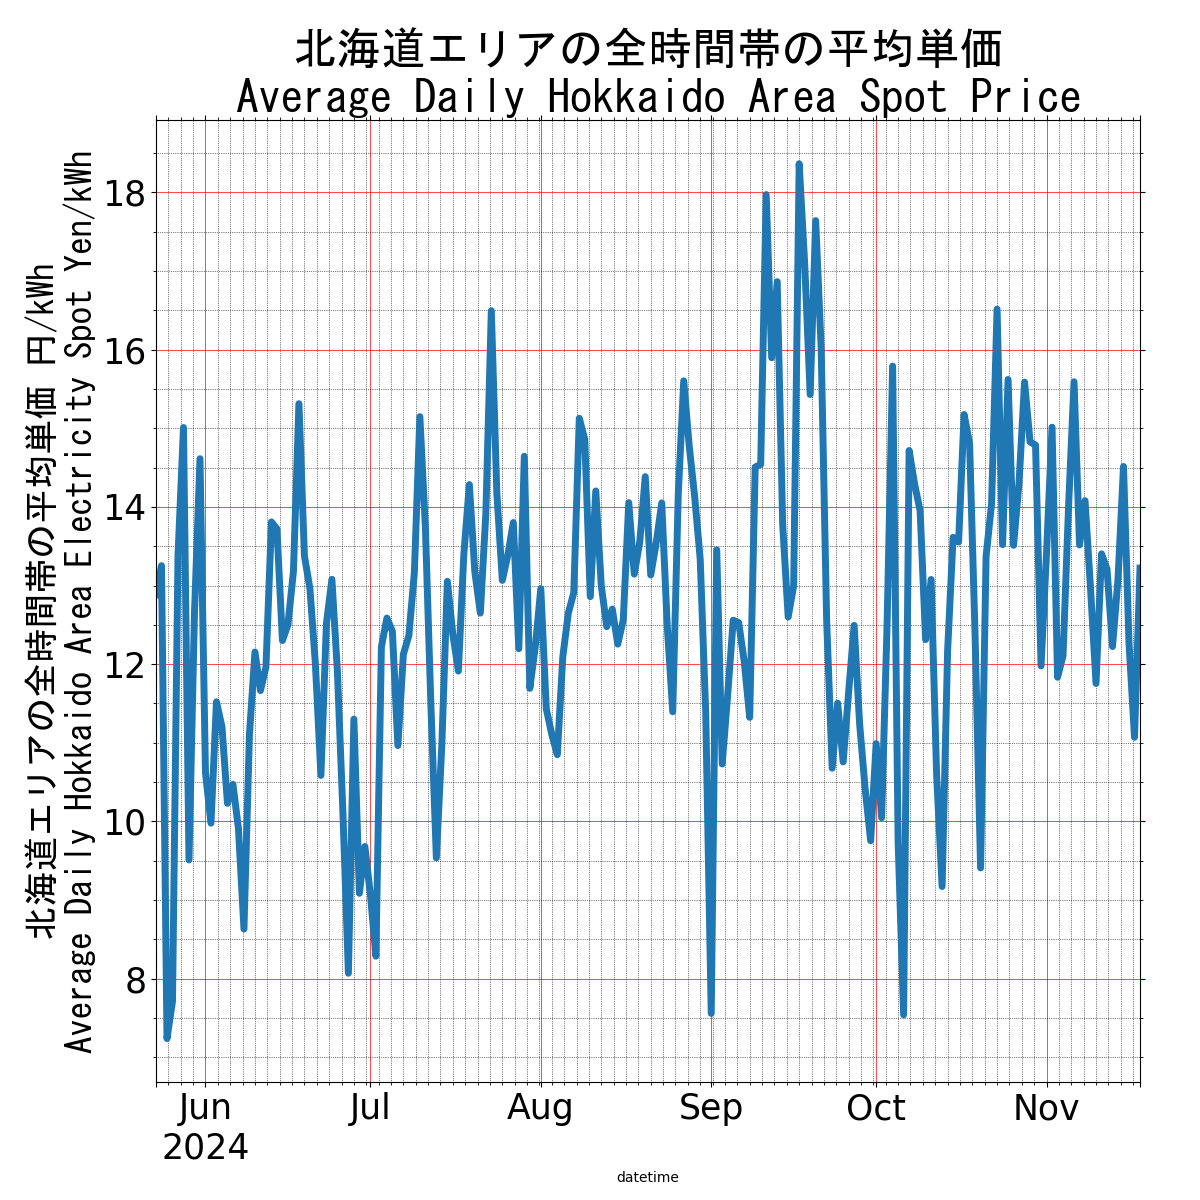 北海道エリアの全時間帯の平均単価
Average Daily Hokkaido Area Spot Price
北海道エリアの全時間帯の平均単価 円/kWh
Average Daily Hokkaido Area Electricity Spot Yen/kWh
18
16
14
12
10
8
Jun Jul Aug Sep Oct Nov
2024
datetime